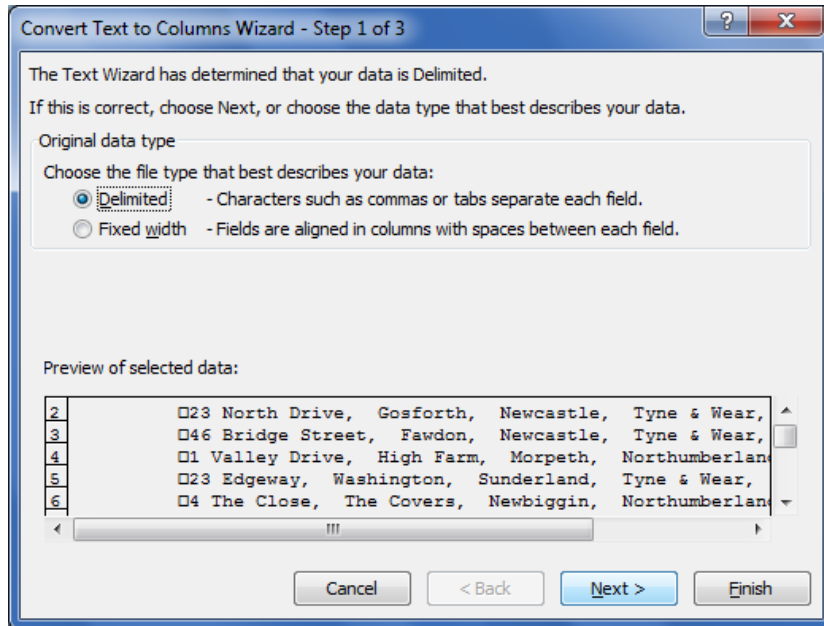 Convert Text to Columns Wizard - Step 1 of 3
The Text Wizard has determined that your data is Delimited.
If this is correct, choose Next, or choose the data type that best describes your data.
Original data type
Choose the file type that best describes your data:
Delimited - Characters such as commas or tabs separate each field.
Fixed width - Fields are aligned in columns with spaces between each field.
Preview of selected data:
2 □23 North Drive, Gosforth, Newcastle, Tyne & Wear,
3 □46 Bridge Street, Fawdon, Newcastle, Tyne & Wear,
4 □1 Valley Drive, High Farm, Morpeth, Northumberland
5 □23 Edgeway, Washington, Sunderland, Tyne & Wear,
6 □4 The Close, The Covers, Newbiggin, Northumberland
Cancel < Back Next > Finish